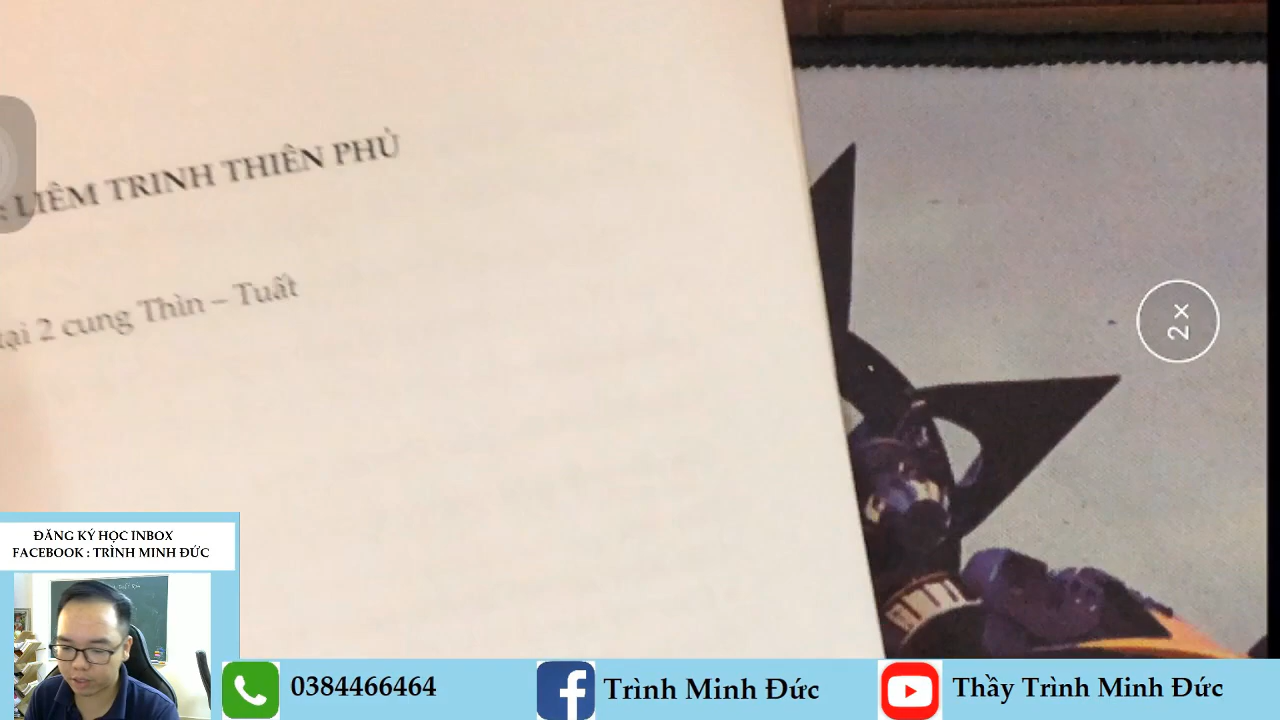 : LIÊM TRINH THIÊN PHỦ
tại 2 cung Thìn – Tuất
2×
ĐĂNG KÝ HỌC INBOX
FACEBOOK : TRÌNH MINH ĐỨC
0384466464
Trình Minh Đức
Thầy Trình Minh Đức